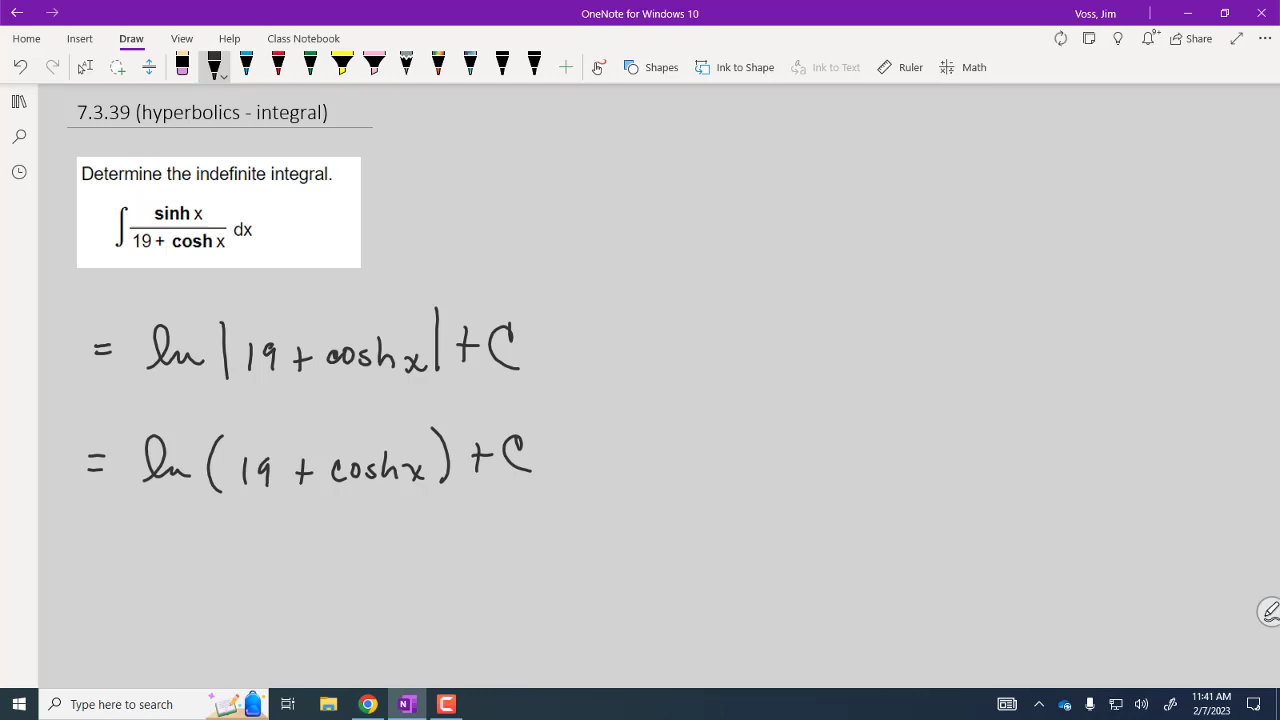 OneNote for Windows 10
Voss, Jim
Home Insert Draw View Help Class Notebook
Share
Shapes Ink to Shape Ink to Text Ruler Math
7.3.39 (hyperbolics - integral)
Determine the indefinite integral.
∫ sinh x / 19 + cosh x dx
= ln |19 + cosh x| + C
= ln (19 + cosh x) + C
Type here to search
11:41 AM
2/7/2023